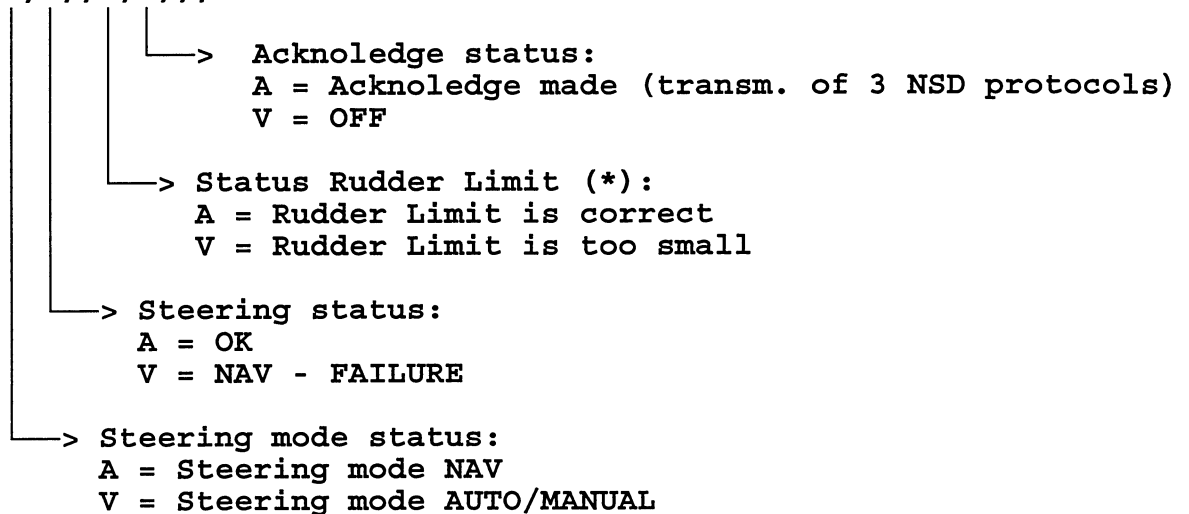 Acknoledge status:
A = Acknoledge made (transm. of 3 NSD protocols)
V = OFF
Status Rudder Limit (*):
A = Rudder Limit is correct
V = Rudder Limit is too small
Steering status:
A = OK
V = NAV - FAILURE
Steering mode status:
A = Steering mode NAV
V = Steering mode AUTO/MANUAL